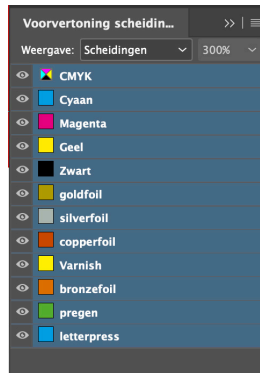 Voorvertoning scheidin...
Weergave: Scheidingen 300%
CMYK
Cyaan
Magenta
Geel
Zwart
goldfoil
silverfoil
copperfoil
Varnish
bronzefoil
pregen
letterpress